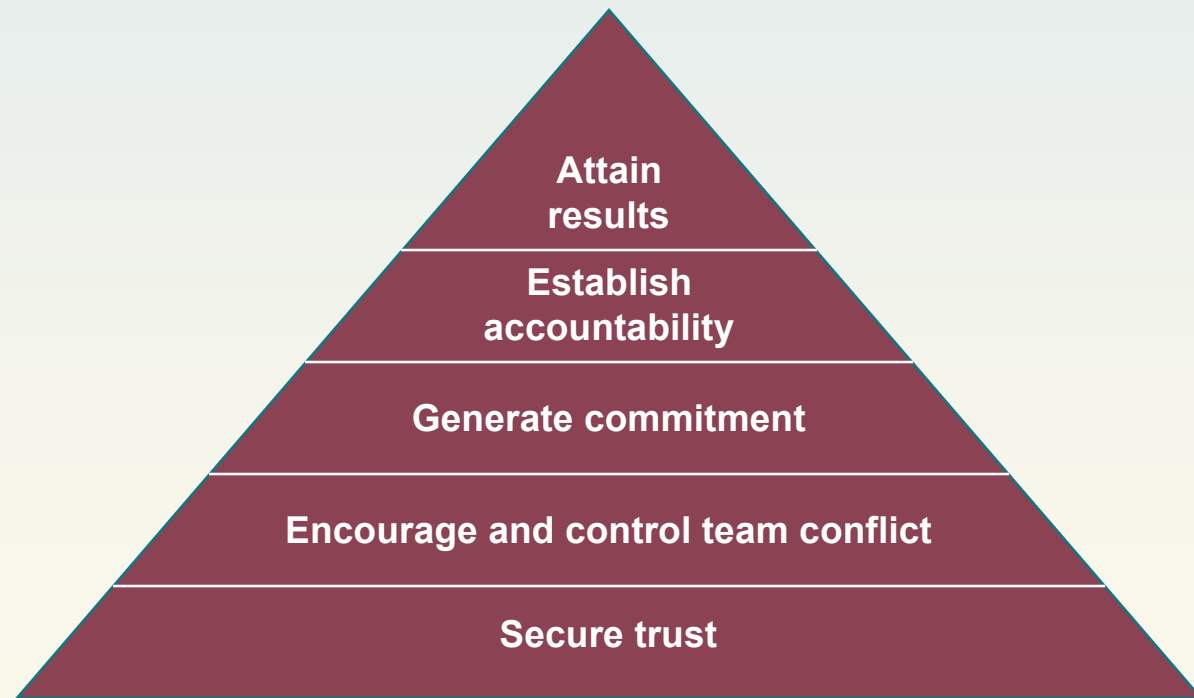 Attain
results
Establish
accountability
Generate commitment
Encourage and control team conflict
Secure trust